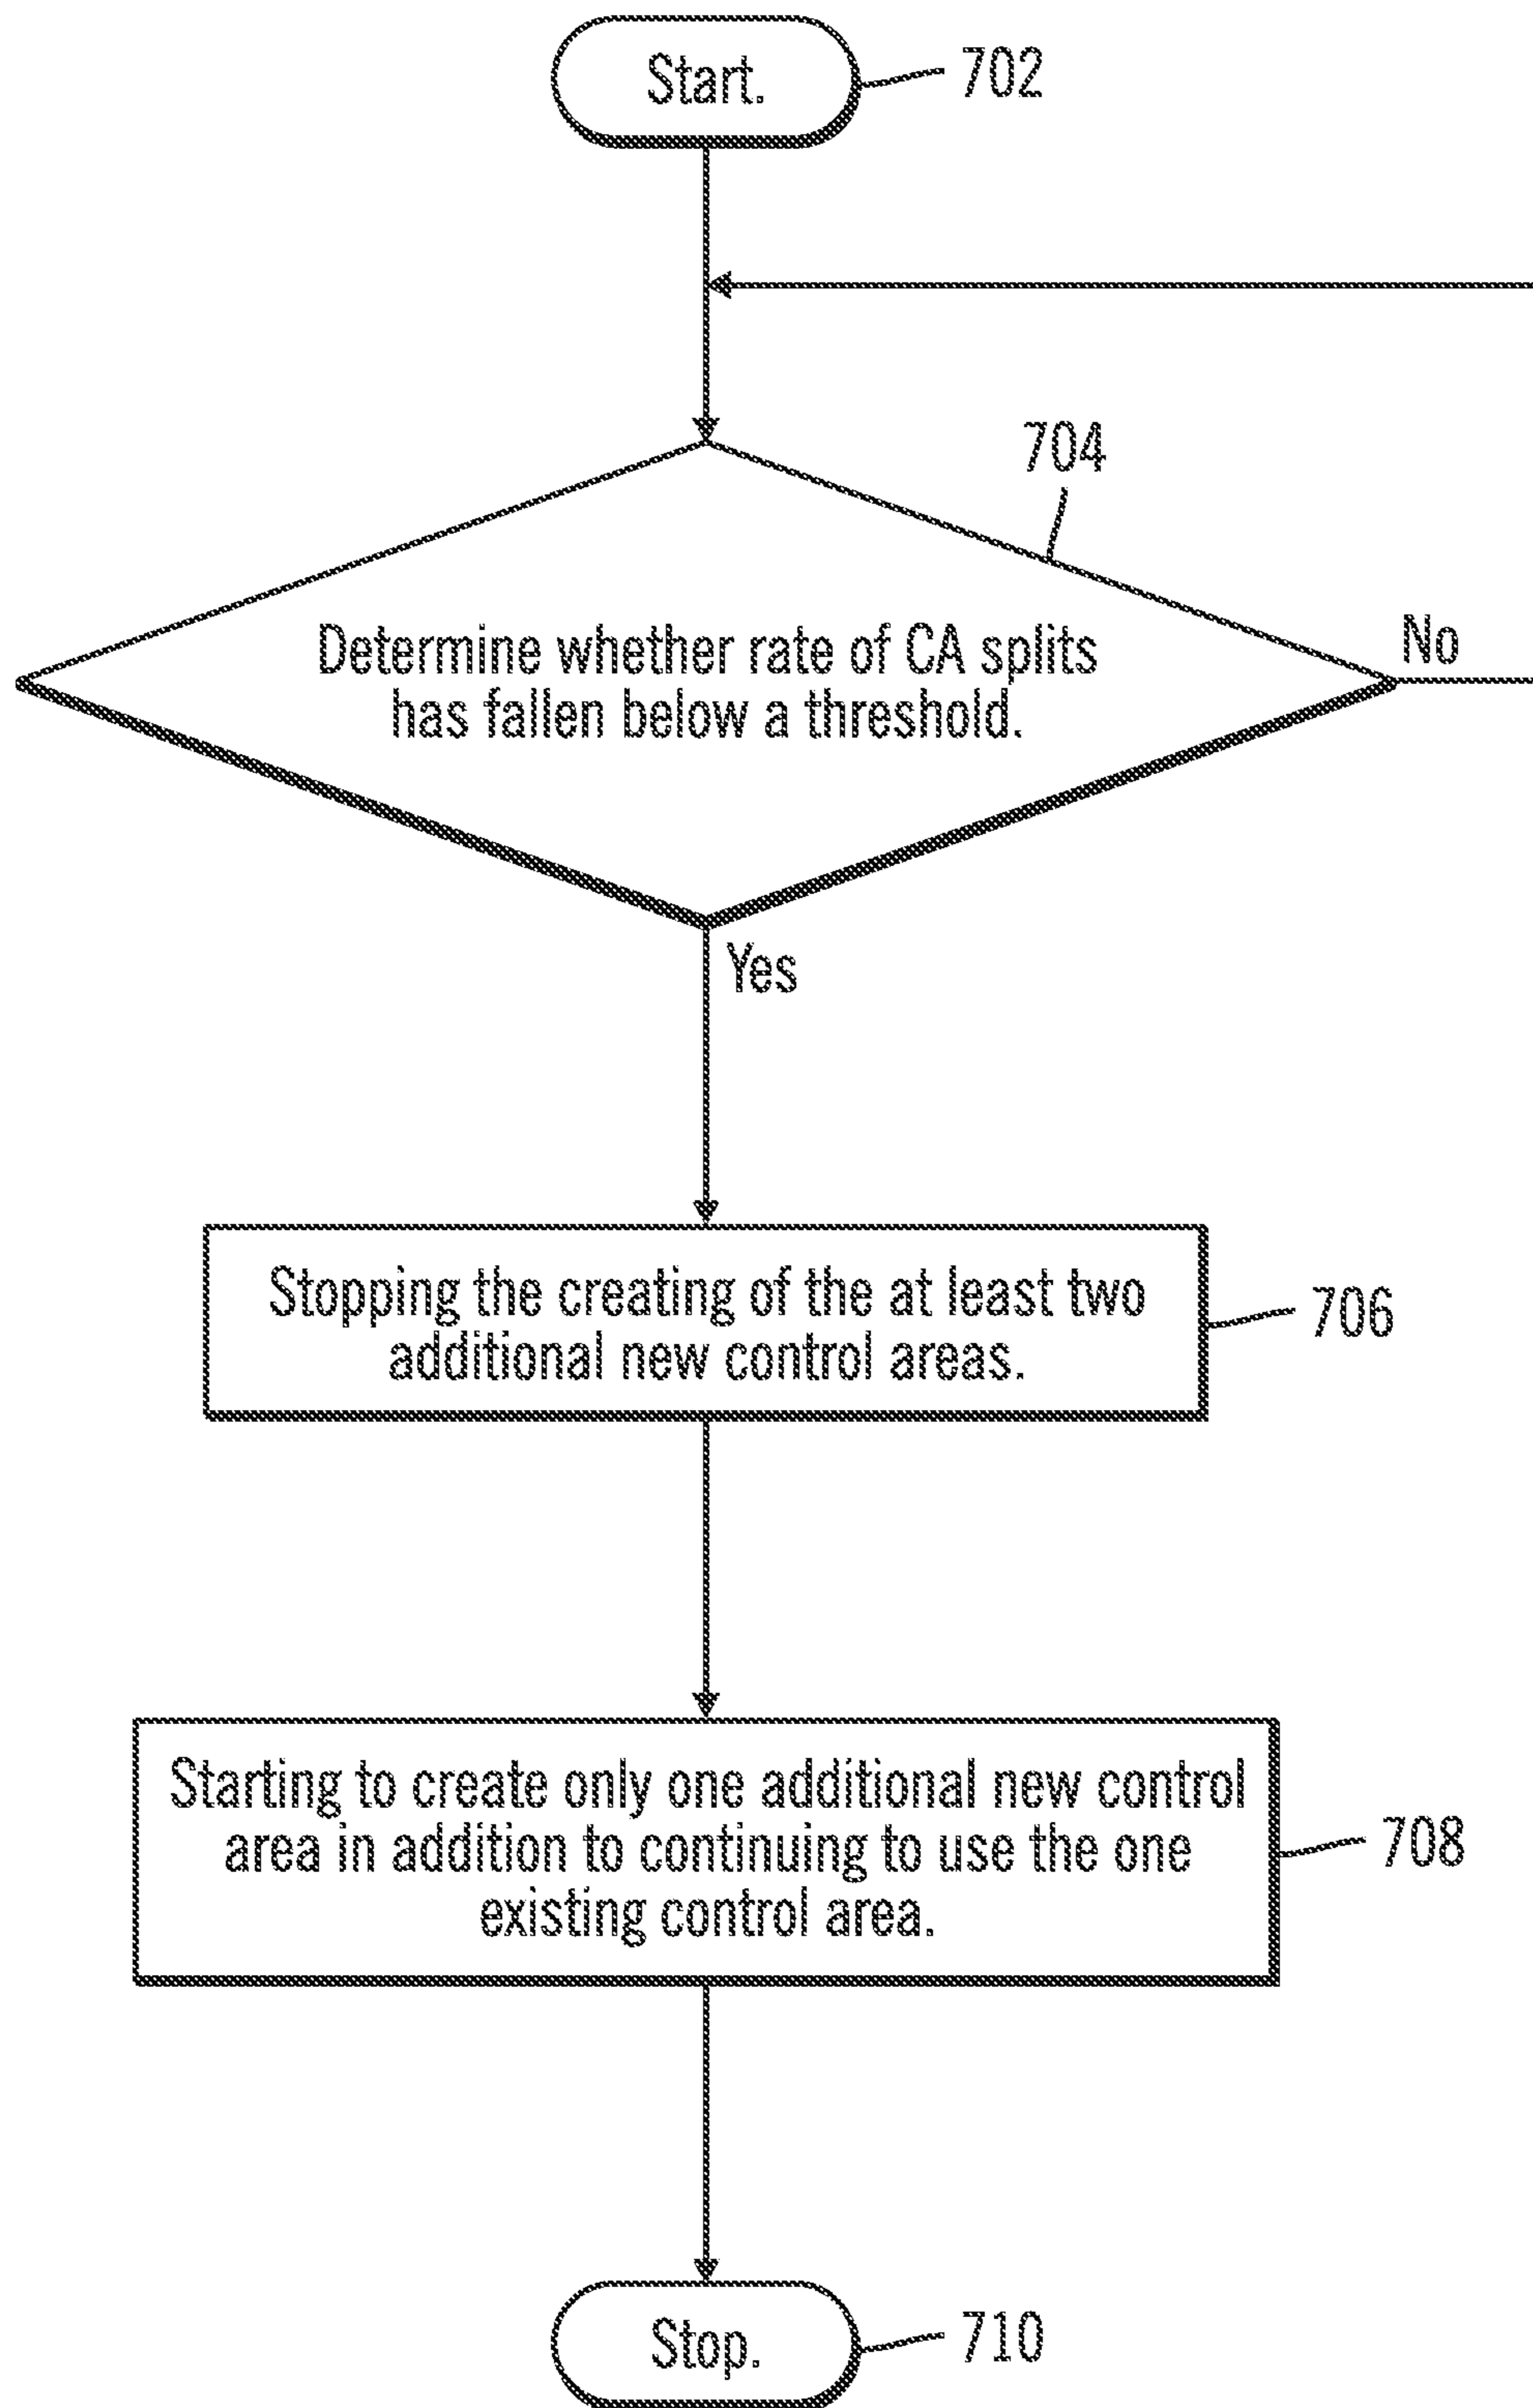 Start.
702
704
No
Determine whether rate of CA splits
has fallen below a threshold.
Yes
Stopping the creating of the at least two
additional new control areas.
706
Starting to create only one additional new control
area in addition to continuing to use the one
existing control area.
708
Stop.
710